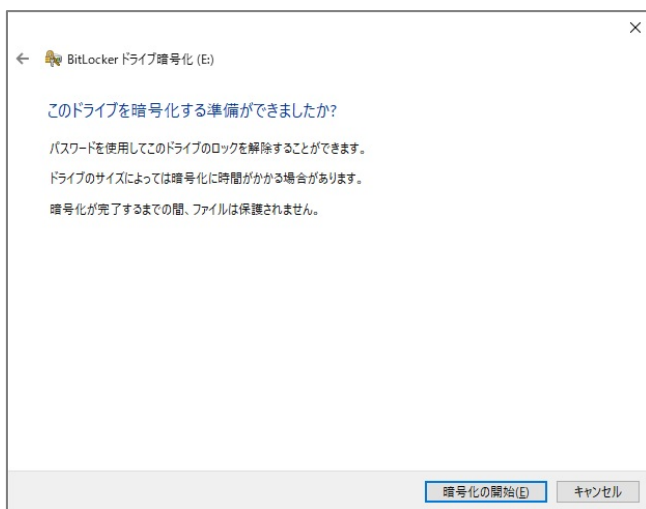 BitLocker ドライブ暗号化 (E:)
このドライブを暗号化する準備ができましたか?
パスワードを使用してこのドライブのロックを解除することができます。
ドライブのサイズによっては暗号化に時間がかかる場合があります。
暗号化が完了するまでの間、ファイルは保護されません。
暗号化の開始(E) キャンセル